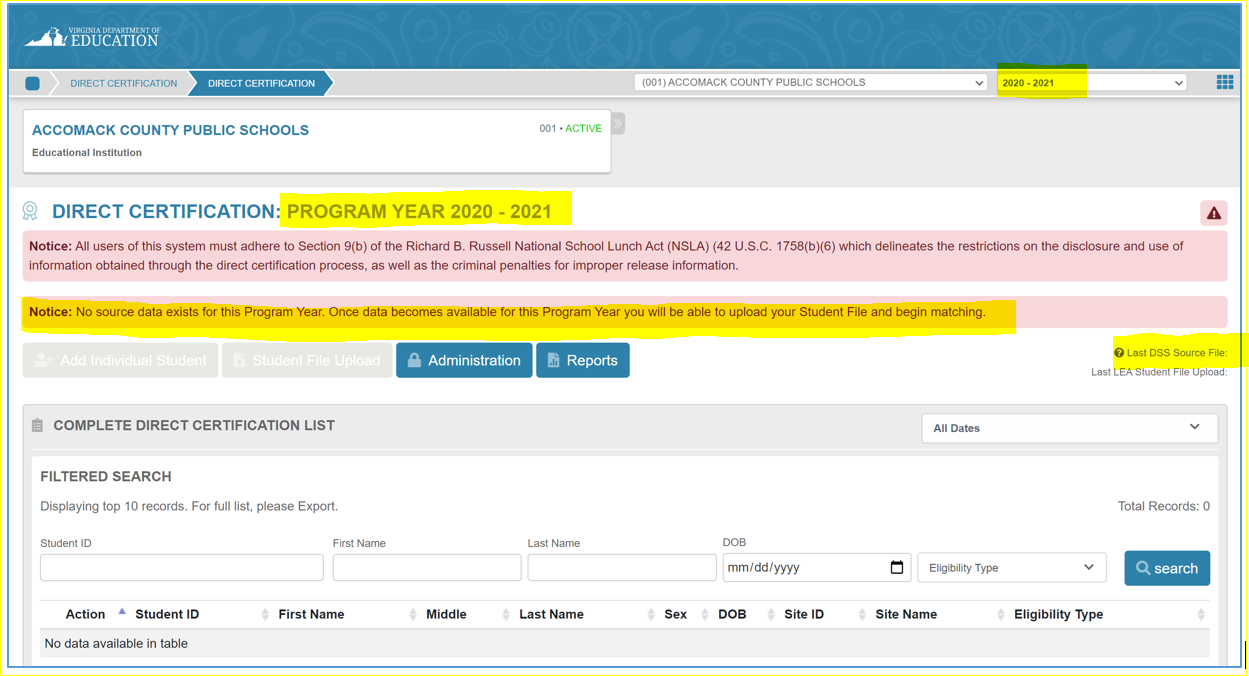 VIRGINIA DEPARTMENT OF
EDUCATION
DIRECT CERTIFICATION
DIRECT CERTIFICATION
(001) ACCOMACK COUNTY PUBLIC SCHOOLS
2020 - 2021
ACCOMACK COUNTY PUBLIC SCHOOLS
001 • ACTIVE
Educational Institution
DIRECT CERTIFICATION: PROGRAM YEAR 2020 - 2021
Notice: All users of this system must adhere to Section 9(b) of the Richard B. Russell National School Lunch Act (NSLA) (42 U.S.C. 1758(b)(6) which delineates the restrictions on the disclosure and use of
information obtained through the direct certification process, as well as the criminal penalties for improper release information.
Notice: No source data exists for this Program Year. Once data becomes available for this Program Year you will be able to upload your Student File and begin matching.
Add Individual Student
Student File Upload
Administration
Reports
Last DSS Source File:
Last LEA Student File Upload:
COMPLETE DIRECT CERTIFICATION LIST
All Dates
FILTERED SEARCH
Displaying top 10 records. For full list, please Export.
Total Records: 0
Student ID
First Name
Last Name
DOB
mm/dd/yyyy
Eligibility Type
search
Action Student ID First Name Middle Last Name Sex DOB Site ID Site Name Eligibility Type
No data available in table